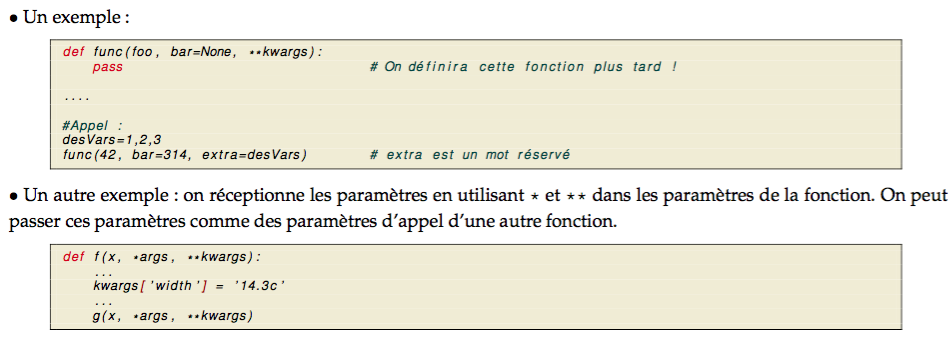 • Un exemple :
def func(foo, bar=None, **kwargs):
    pass                # On définira cette fonction plus tard !
....
#Appel :
desVars=1,2,3
func(42, bar=314, extra=desVars)        # extra est un mot réservé
• Un autre exemple : on réceptionne les paramètres en utilisant * et ** dans les paramètres de la fonction. On peut
passer ces paramètres comme des paramètres d'appel d'une autre fonction.
def f(x, *args, **kwargs):
    ...
    kwargs['width'] = '14.3c'
    ...
    g(x, *args, **kwargs)